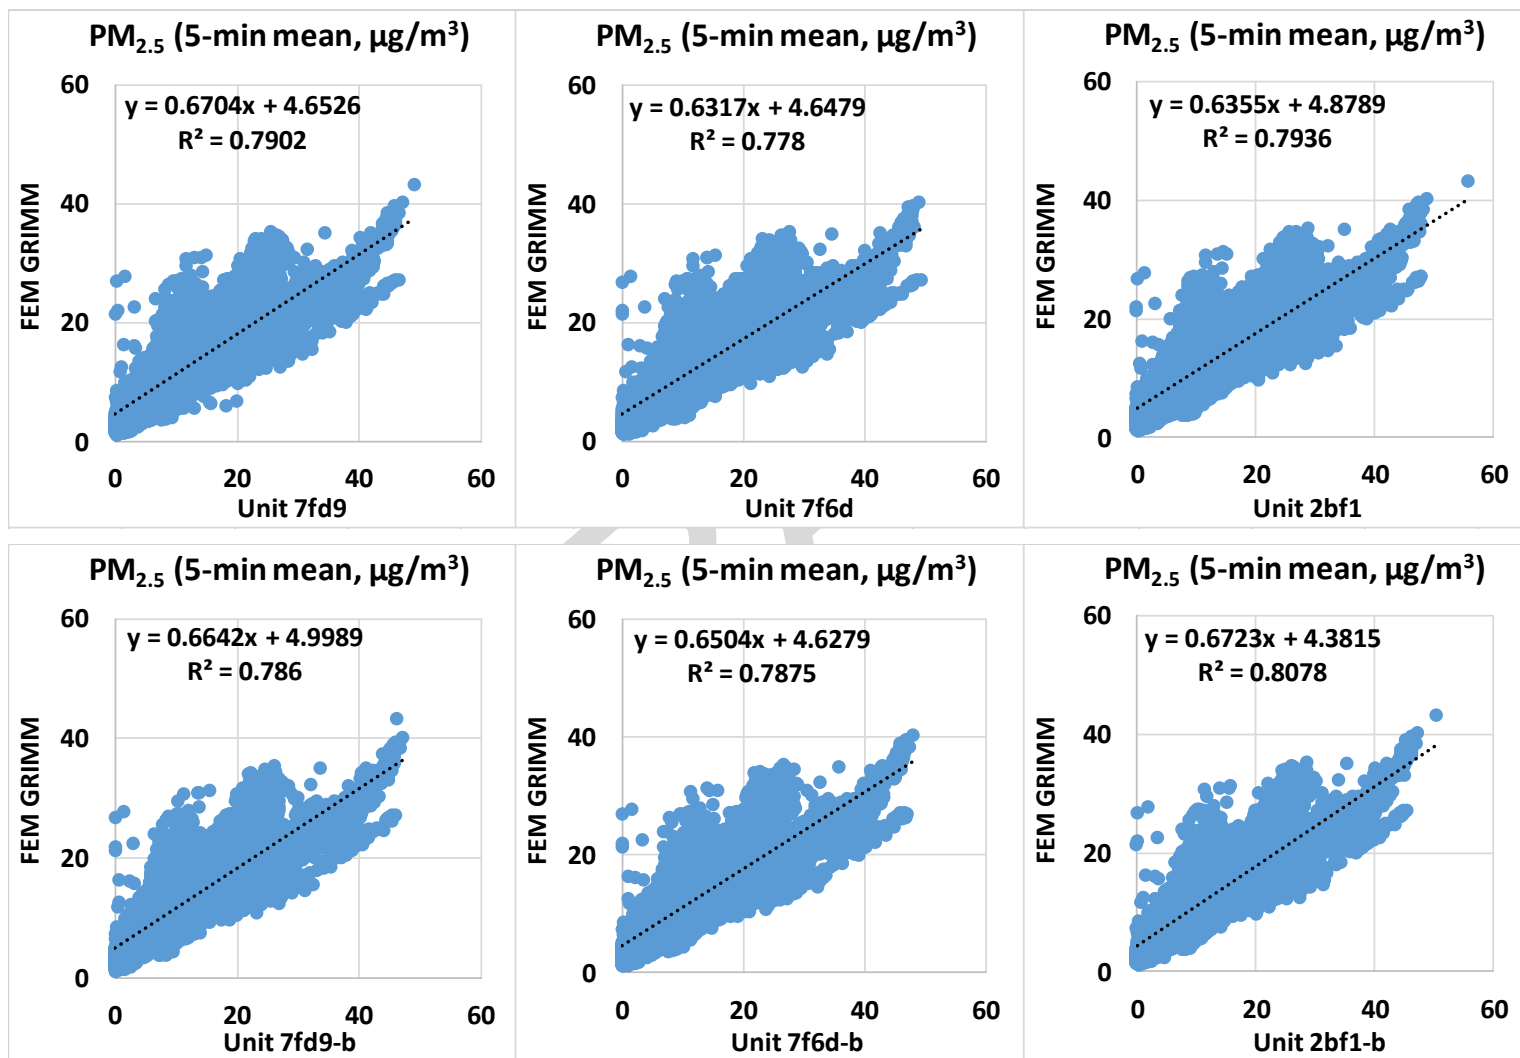 PM2.5 (5-min mean, µg/m³)
60
y = 0.6704x + 4.6526
R² = 0.7902
40
FEM GRIMM
20
0
0 20 40 60
Unit 7fd9
PM2.5 (5-min mean, µg/m³)
60
y = 0.6317x + 4.6479
R² = 0.778
40
FEM GRIMM
20
0
0 20 40 60
Unit 7f6d
PM2.5 (5-min mean, µg/m³)
60
y = 0.6355x + 4.8789
R² = 0.7936
40
FEM GRIMM
20
0
0 20 40 60
Unit 2bf1
PM2.5 (5-min mean, µg/m³)
60
y = 0.6642x + 4.9989
R² = 0.786
40
FEM GRIMM
20
0
0 20 40 60
Unit 7fd9-b
PM2.5 (5-min mean, µg/m³)
60
y = 0.6504x + 4.6279
R² = 0.7875
40
FEM GRIMM
20
0
0 20 40 60
Unit 7f6d-b
PM2.5 (5-min mean, µg/m³)
60
y = 0.6723x + 4.3815
R² = 0.8078
40
FEM GRIMM
20
0
0 20 40 60
Unit 2bf1-b